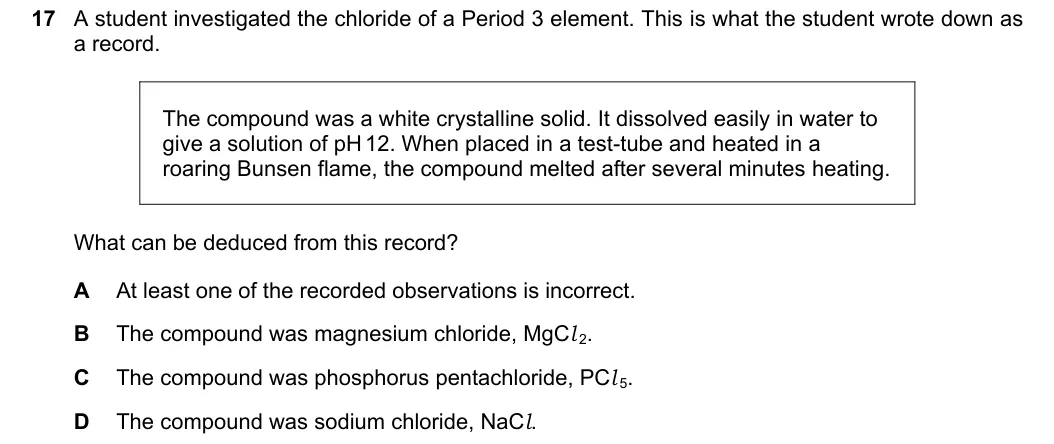 17 A student investigated the chloride of a Period 3 element. This is what the student wrote down as
a record.
The compound was a white crystalline solid. It dissolved easily in water to
give a solution of pH 12. When placed in a test-tube and heated in a
roaring Bunsen flame, the compound melted after several minutes heating.
What can be deduced from this record?
A At least one of the recorded observations is incorrect.
B The compound was magnesium chloride, MgCl₂.
C The compound was phosphorus pentachloride, PCl₅.
D The compound was sodium chloride, NaCl.